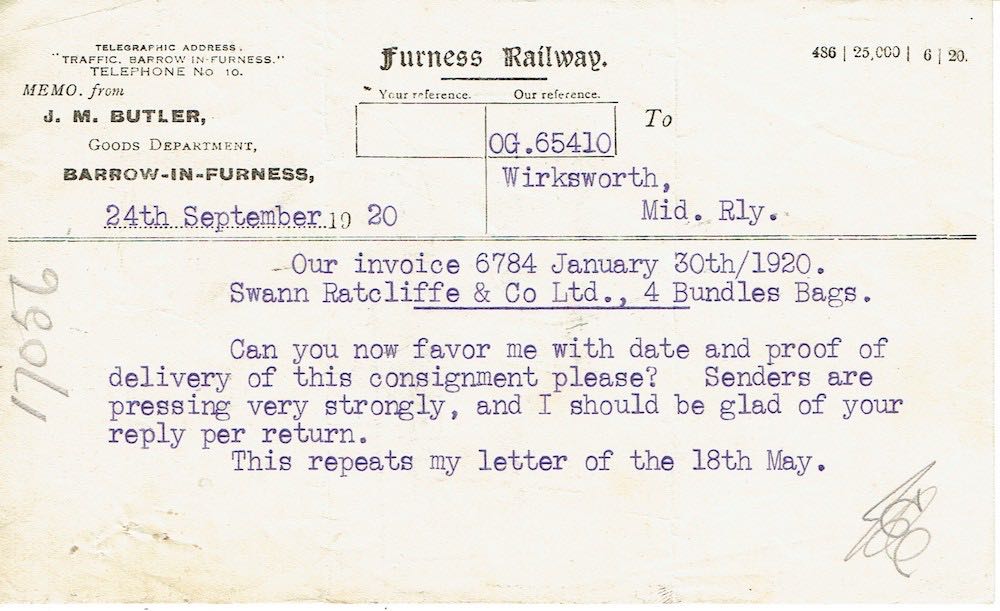 TELEGRAPHIC ADDRESS.
"TRAFFIC. BARROW IN-FURNESS."
TELEPHONE No 10.
MEMO. from
J. M. BUTLER,
GOODS DEPARTMENT,
BARROW-IN-FURNESS,
24th September 19 20
Furness Railway.
486 | 25,000 | 6 | 20.
Your reference. Our reference.
OG.65410
To
Wirksworth,
Mid. Rly.
Our invoice 6784 January 30th/1920.
Swann Ratcliffe & Co Ltd., 4 Bundles Bags.
Can you now favor me with date and proof of
delivery of this consignment please? Senders are
pressing very strongly, and I should be glad of your
reply per return.
This repeats my letter of the 18th May.